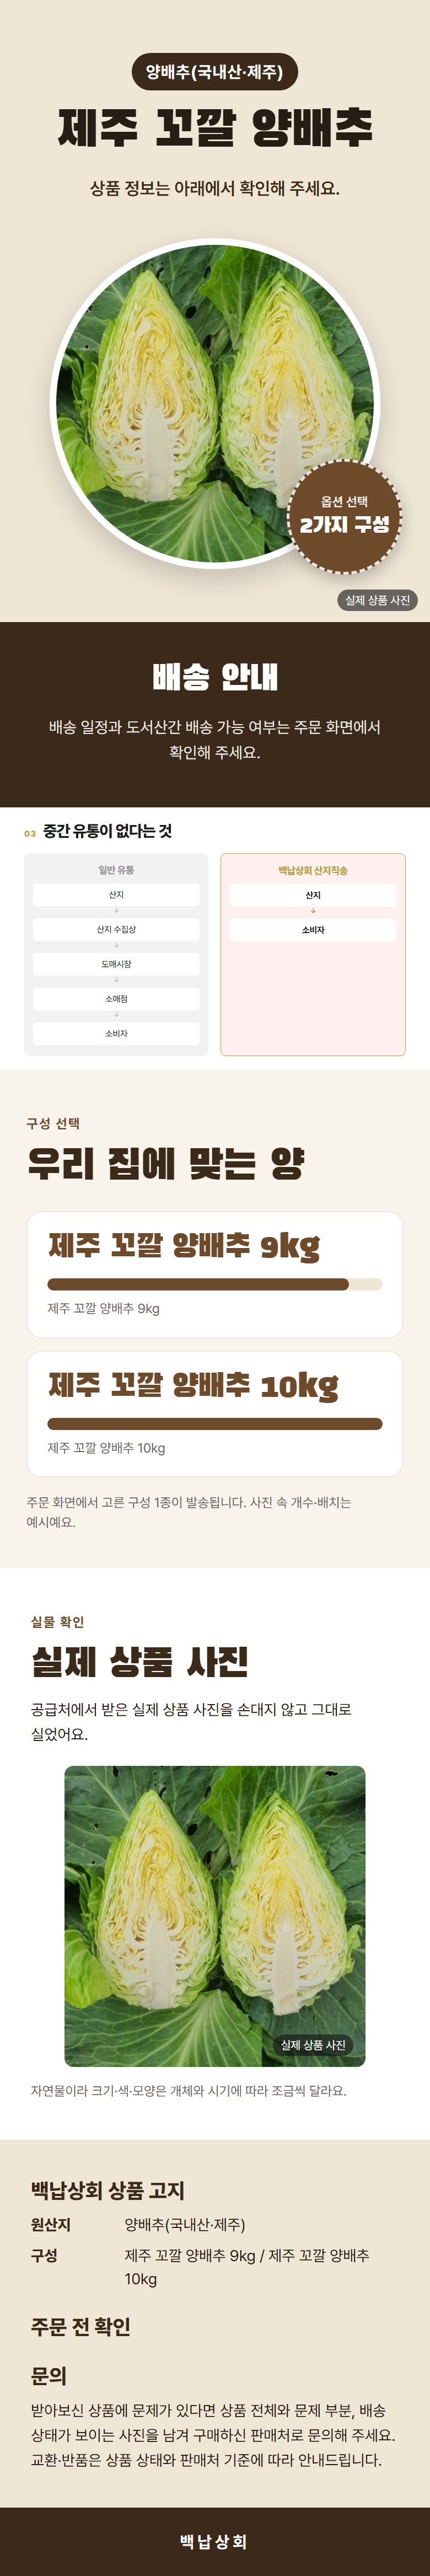 양배추(국내산·제주)
제주 꼬깔 양배추
상품 정보는 아래에서 확인해 주세요.
옵션 선택
2가지 구성
실제 상품 사진
배송 안내
배송 일정과 도서산간 배송 가능 여부는 주문 화면에서
확인해 주세요.
03 중간 유통이 없다는 것
일반 유통
산지
↓
산지 수집상
↓
도매시장
↓
소매점
↓
소비자
백납상회 산지직송
산지
↓
소비자
구성 선택
우리 집에 맞는 양
제주 꼬깔 양배추 9kg
제주 꼬깔 양배추 9kg
제주 꼬깔 양배추 10kg
제주 꼬깔 양배추 10kg
주문 화면에서 고른 구성 1종이 발송됩니다. 사진 속 개수·배치는
예시예요.
실물 확인
실제 상품 사진
공급처에서 받은 실제 상품 사진을 손대지 않고 그대로
실었어요.
실제 상품 사진
자연물이라 크기·색·모양은 개체와 시기에 따라 조금씩 달라요.
백납상회 상품 고지
원산지 양배추(국내산·제주)
구성 제주 꼬깔 양배추 9kg / 제주 꼬깔 양배추
10kg
주문 전 확인
문의
받아보신 상품에 문제가 있다면 상품 전체와 문제 부분, 배송
상태가 보이는 사진을 남겨 구매하신 판매처로 문의해 주세요.
교환·반품은 상품 상태와 판매처 기준에 따라 안내드립니다.
백납상회